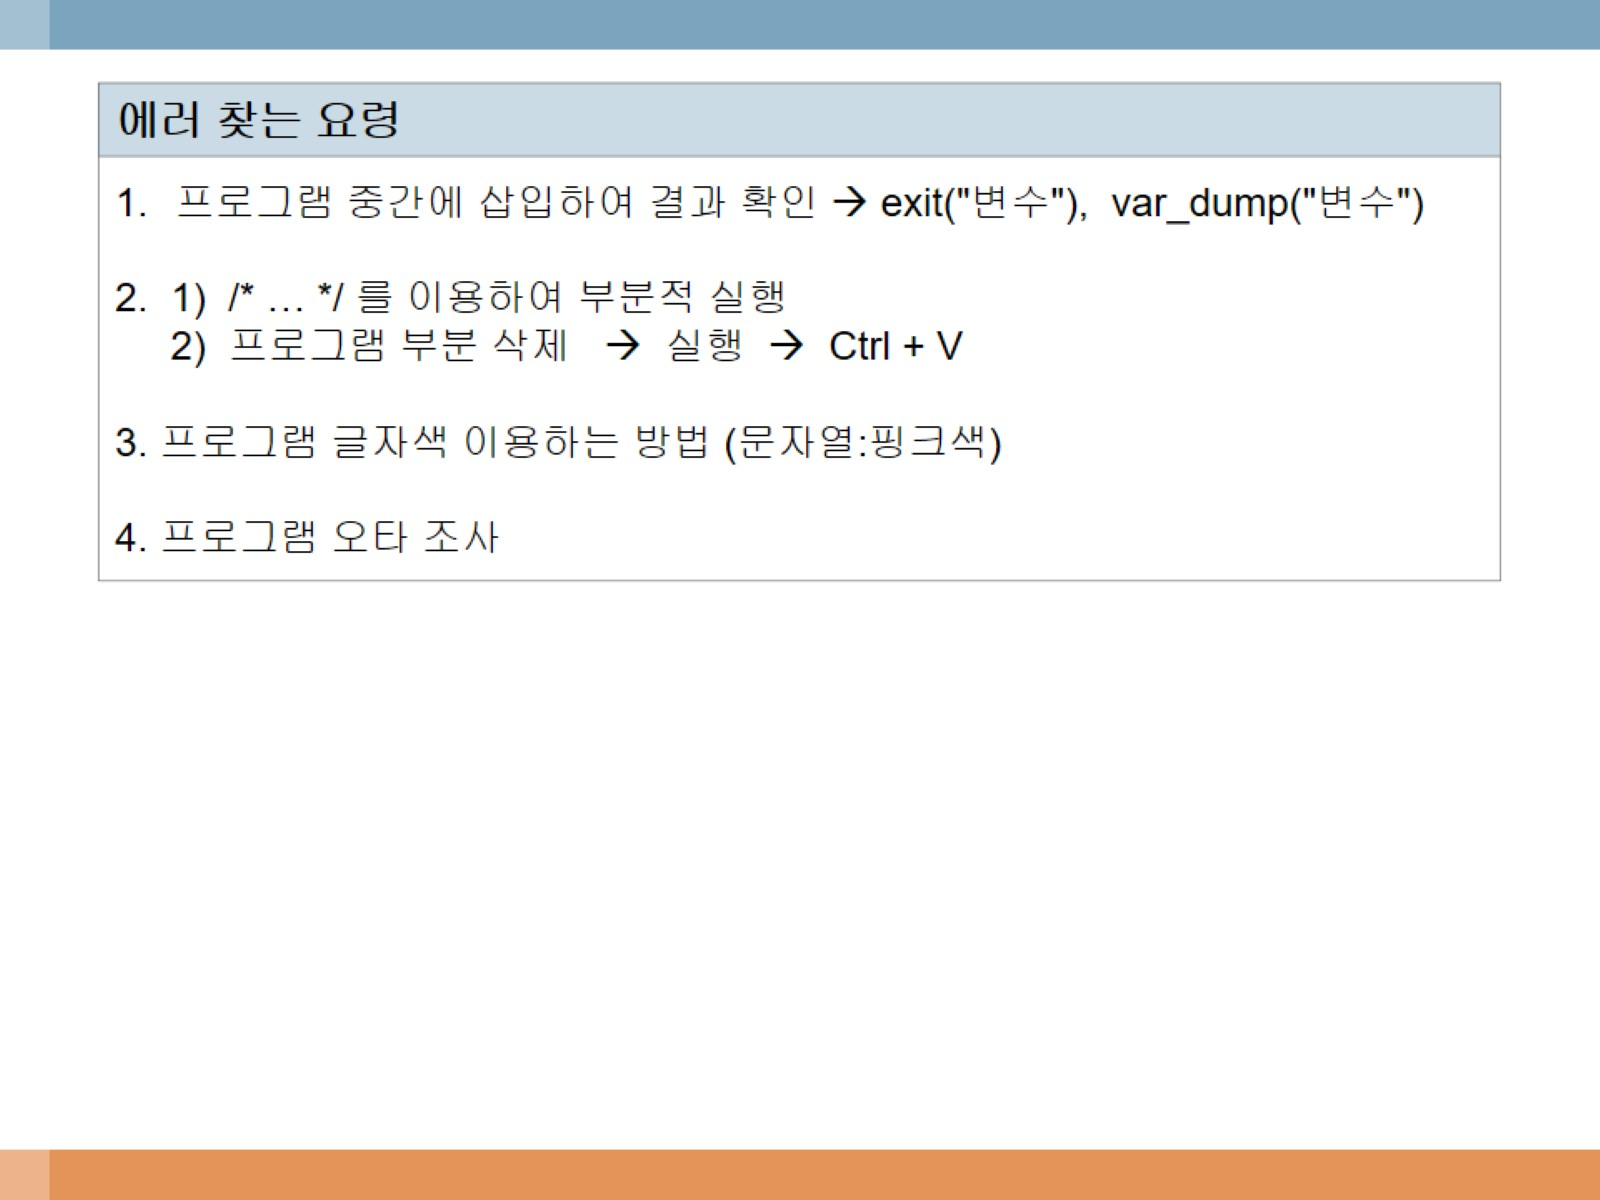 에러 찾는 요령
1. 프로그램 중간에 삽입하여 결과 확인 → exit("변수"), var_dump("변수")
2. 1) /* … */ 를 이용하여 부분적 실행
2) 프로그램 부분 삭제 → 실행 → Ctrl + V
3. 프로그램 글자색 이용하는 방법 (문자열:핑크색)
4. 프로그램 오타 조사